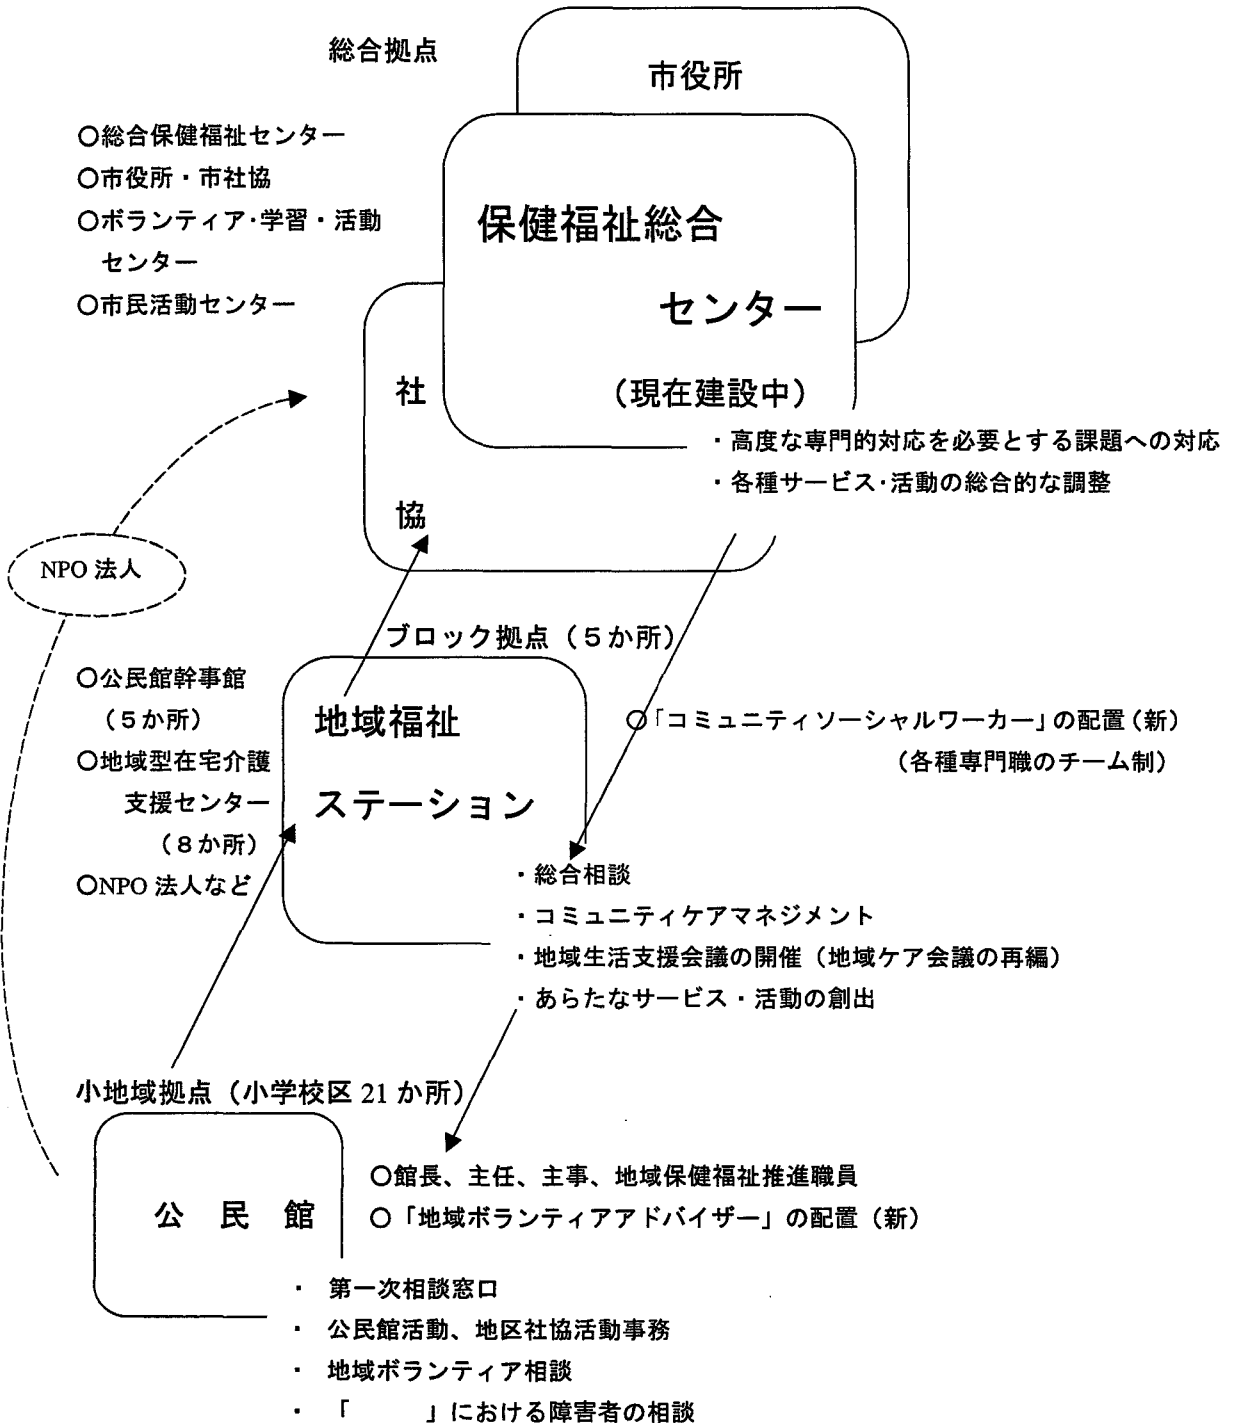 総合拠点
市役所
○総合保健福祉センター
○市役所・市社協
○ボランティア・学習・活動
センター
○市民活動センター
保健福祉総合
センター
(現在建設中)
社
協
・高度な専門的対応を必要とする課題への対応
・各種サービス・活動の総合的な調整
NPO 法人
ブロック拠点(5か所)
○公民館幹事館
(5か所)
○地域型在宅介護
支援センター
(8か所)
○NPO 法人など
地域福祉
ステーション
○「コミュニティソーシャルワーカー」の配置(新)
(各種専門職のチーム制)
・総合相談
・コミュニティケアマネジメント
・地域生活支援会議の開催(地域ケア会議の再編)
・あらたなサービス・活動の創出
小地域拠点(小学校区 21 か所)
公 民 館
○館長、主任、主事、地域保健福祉推進職員
○「地域ボランティアアドバイザー」の配置(新)
・ 第一次相談窓口
・ 公民館活動、地区社協活動事務
・ 地域ボランティア相談
・ 「　　　」における障害者の相談